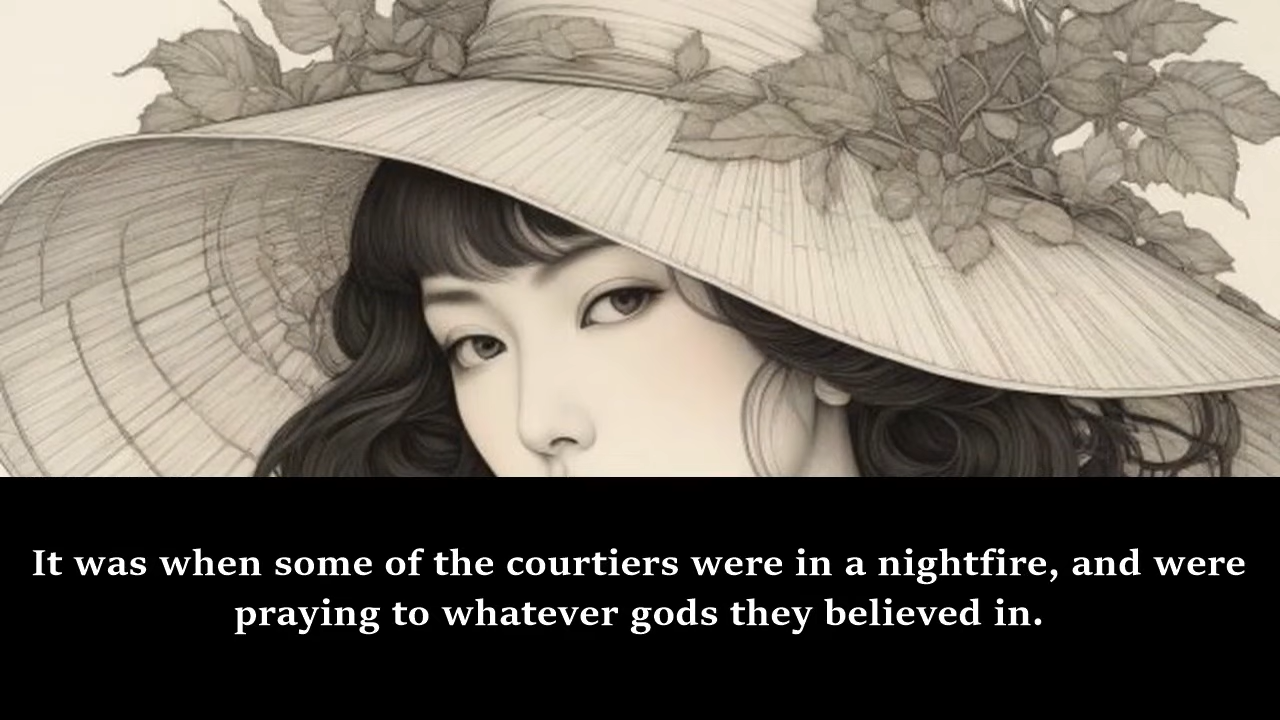 It was when some of the courtiers were in a nightfire, and were
praying to whatever gods they believed in.